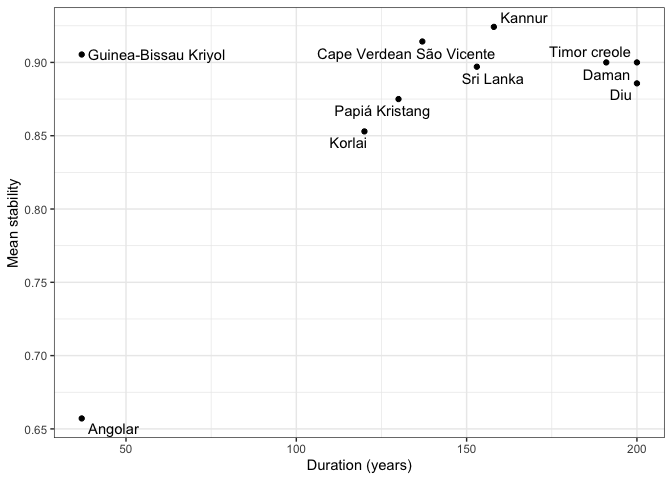 Kannur
Guinea-Bissau Kriyol
Cape Verdean São Vicente
Timor creole
Sri Lanka
Daman
Diu
Papiá Kristang
Korlai
Angolar
0.90
0.85
0.80
0.75
0.70
0.65
Mean stability
50
100
150
200
Duration (years)